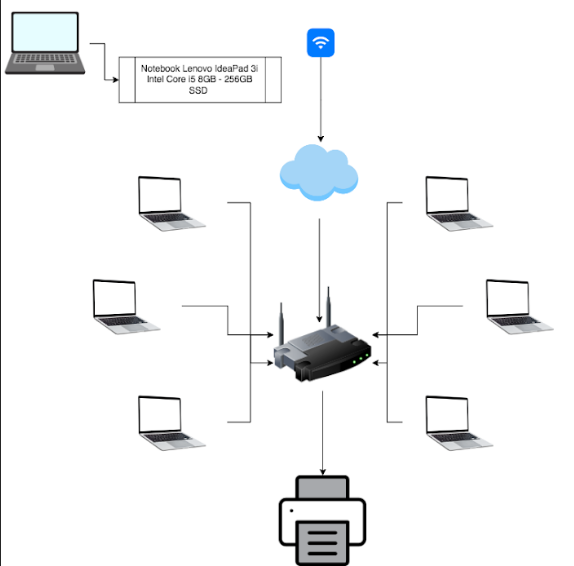 Notebook Lenovo IdeaPad 3i
Intel Core i5 8GB - 256GB
SSD